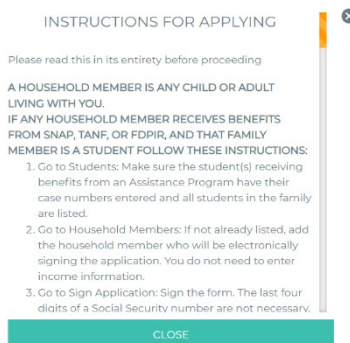 INSTRUCTIONS FOR APPLYING
Please read this in its entirety before proceeding
A HOUSEHOLD MEMBER IS ANY CHILD OR ADULT
LIVING WITH YOU.
IF ANY HOUSEHOLD MEMBER RECEIVES BENEFITS
FROM SNAP, TANF, OR FDPIR, AND THAT FAMILY
MEMBER IS A STUDENT FOLLOW THESE INSTRUCTIONS:
1. Go to Students: Make sure the student(s) receiving
benefits from an Assistance Program have their
case numbers entered and all students in the family
are listed.
2. Go to Household Members: If not already listed, add
the household member who will be electronically
signing the application. You do not need to enter
income information.
3. Go to Sign Application: Sign the form. The last four
digits of a Social Security number are not necessary.
CLOSE